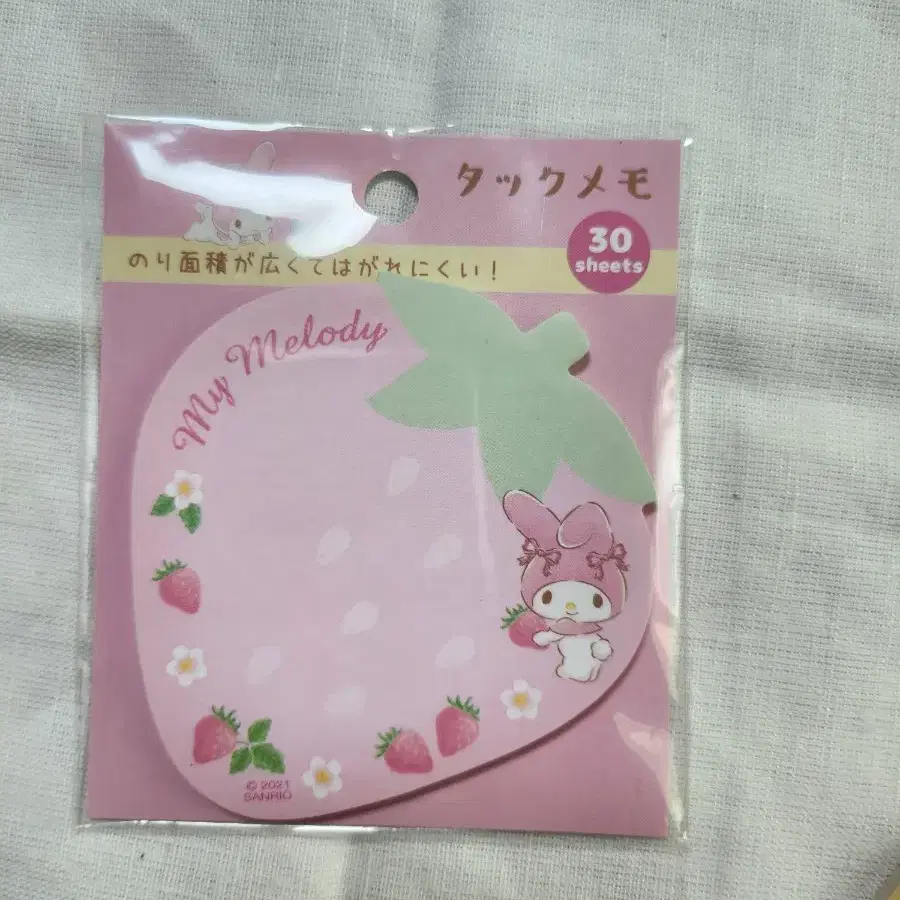 タックメモ
30
sheets
のり面積が広くてはがれにくい!
My Melody
© 2021
SANRIO